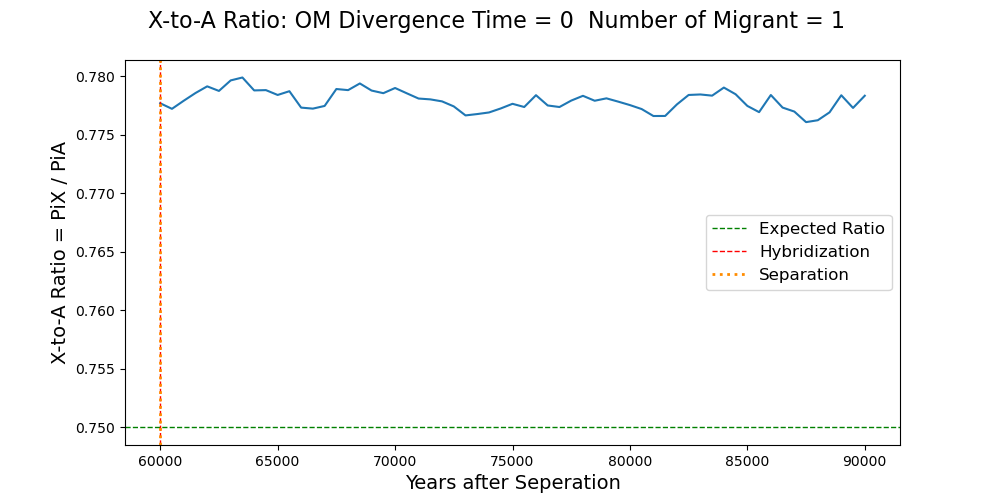 X-to-A Ratio: OM Divergence Time = 0  Number of Migrant = 1
X-to-A Ratio = PiX / PiA
0.780
0.775
0.770
0.765
0.760
0.755
0.750
Expected Ratio
Hybridization
Separation
60000 65000 70000 75000 80000 85000 90000
Years after Seperation